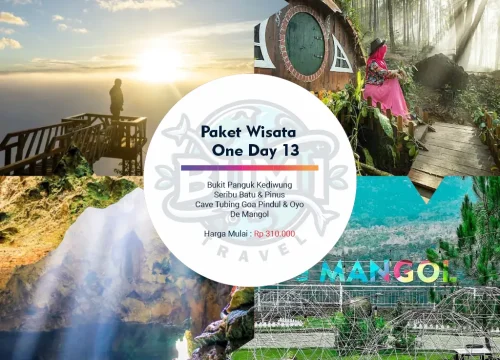 Paket Wisata
One Day 13
Bukit Panguk Kediwung
Seribu Batu & Pinus
Cave Tubing Goa Pindul & Oyo
De Mangol
Harga Mulai : Rp.310.000
TRAVEL
MANGOL